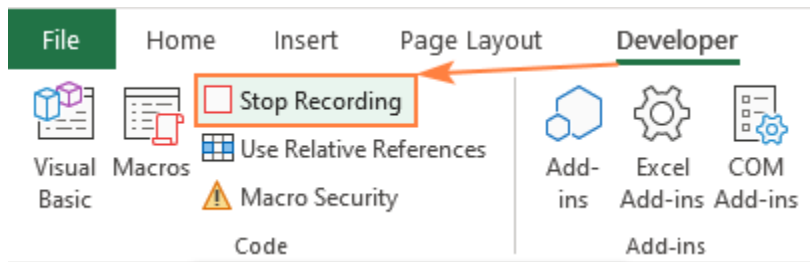 File Home Insert Page Layout Developer
Stop Recording
Use Relative References
Macro Security
Visual Basic
Macros
Code
Add-ins
Excel Add-ins
COM Add-ins
Add-ins